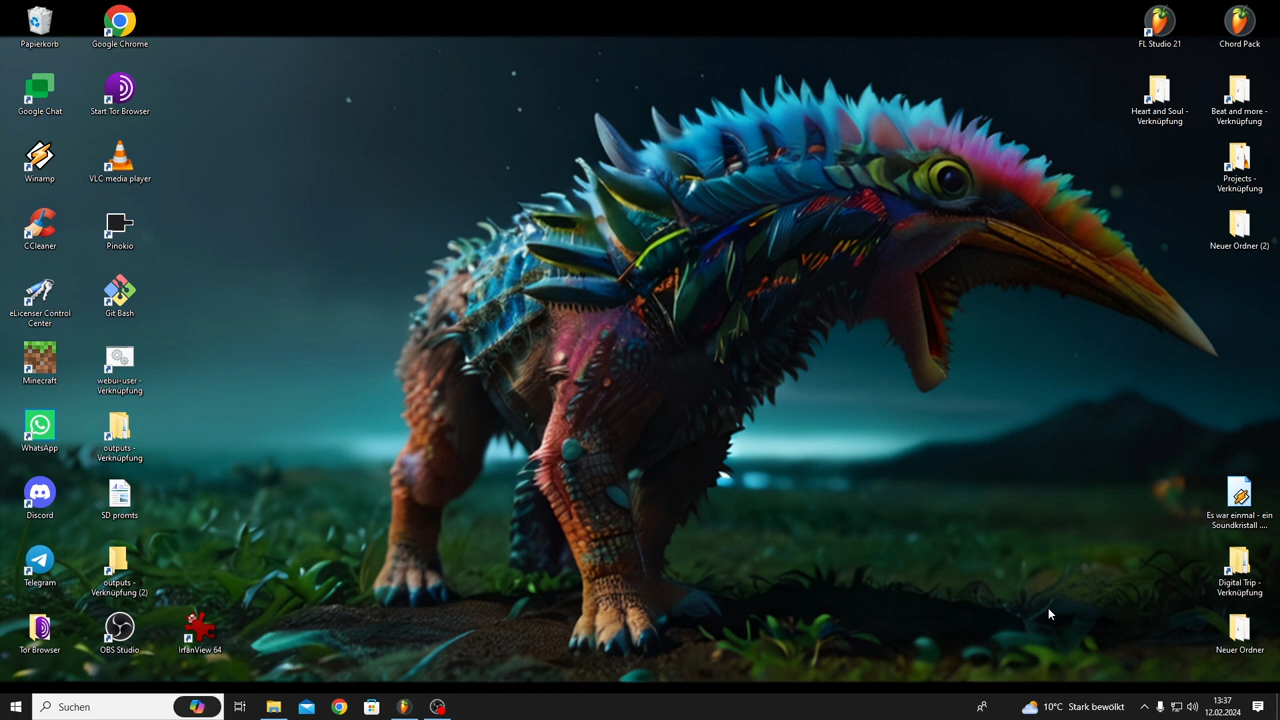 Papierkorb
Google Chrome
FL Studio 21
Chord Pack
Google Chat
Start Tor Browser
Heart and Soul -
Verknüpfung
Beat and more -
Verknüpfung
Winamp
VLC media player
Projects -
Verknüpfung
CCleaner
Pinokio
Neuer Ordner (2)
eLicenser Control
Center
Git Bash
Minecraft
webui-user -
Verknüpfung
WhatsApp
outputs -
Verknüpfung
Discord
SD promts
Es war einmal - ein
Soundkristall ....
Telegram
outputs -
Verknüpfung (2)
Digital Trip -
Verknüpfung
Tor Browser
OBS Studio
IrfanView 64
Neuer Ordner
Suchen
10°C Stark bewölkt
13:37
12.02.2024